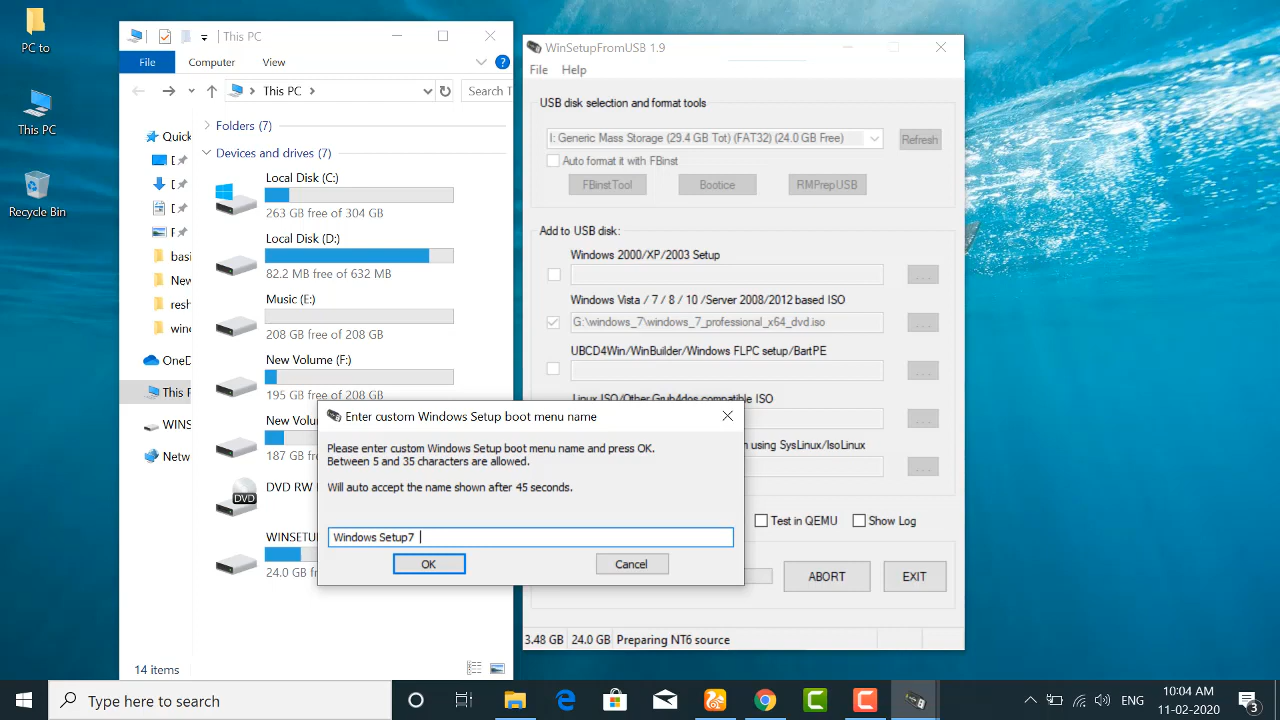 PC to
This PC
Recycle Bin
This PC
File
Computer
View
This PC
Search T
Quick
Folders (7)
Devices and drives (7)
Local Disk (C:)
263 GB free of 304 GB
Local Disk (D:)
82.2 MB free of 632 MB
basi
New
resh
wind
Music (E:)
208 GB free of 208 GB
OneD
New Volume (F:)
195 GB free of 208 GB
This P
WINS
New Volu
187 GB
Netw
DVD RW
DVD
WINSETU
24.0 GB f
14 items
WinSetupFromUSB 1.9
File
Help
USB disk selection and format tools
I: Generic Mass Storage (29.4 GB Tot) (FAT32) (24.0 GB Free)
Refresh
Auto format it with FBinst
FBinstTool
Bootice
RMPrepUSB
Add to USB disk:
Windows 2000/XP/2003 Setup
...
Windows Vista / 7 / 8 / 10 /Server 2008/2012 based ISO
G:\windows_7\windows_7_professional_x64_dvd.iso
...
UBCD4Win/WinBuilder/Windows FLPC setup/BartPE
...
Linux ISO/Other Grub4dos compatible ISO
...
using SysLinux/IsoLinux
...
Test in QEMU
Show Log
ABORT
EXIT
3.48 GB
24.0 GB
Preparing NT6 source
Enter custom Windows Setup boot menu name
Please enter custom Windows Setup boot menu name and press OK.
Between 5 and 35 characters are allowed.
Will auto accept the name shown after 45 seconds.
Windows Setup7
OK
Cancel
Type here to search
ENG
10:04 AM
11-02-2020
3